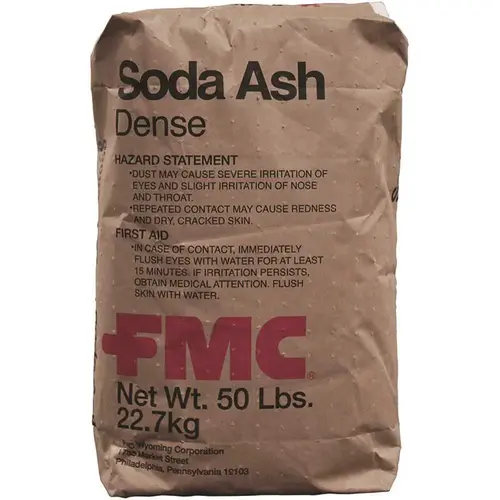 Soda Ash
Dense
HAZARD STATEMENT
•DUST MAY CAUSE SEVERE IRRITATION OF
EYES AND SLIGHT IRRITATION OF NOSE
AND THROAT.
•REPEATED CONTACT MAY CAUSE REDNESS
AND DRY, CRACKED SKIN.
FIRST AID
•IN CASE OF CONTACT, IMMEDIATELY
FLUSH EYES WITH WATER FOR AT LEAST
15 MINUTES. IF IRRITATION PERSISTS,
OBTAIN MEDICAL ATTENTION. FLUSH
SKIN WITH WATER.
FMC®
Net Wt. 50 Lbs.
22.7kg
Wyoming Corporation
Market Street
Philadelphia, Pennsylvania 19103